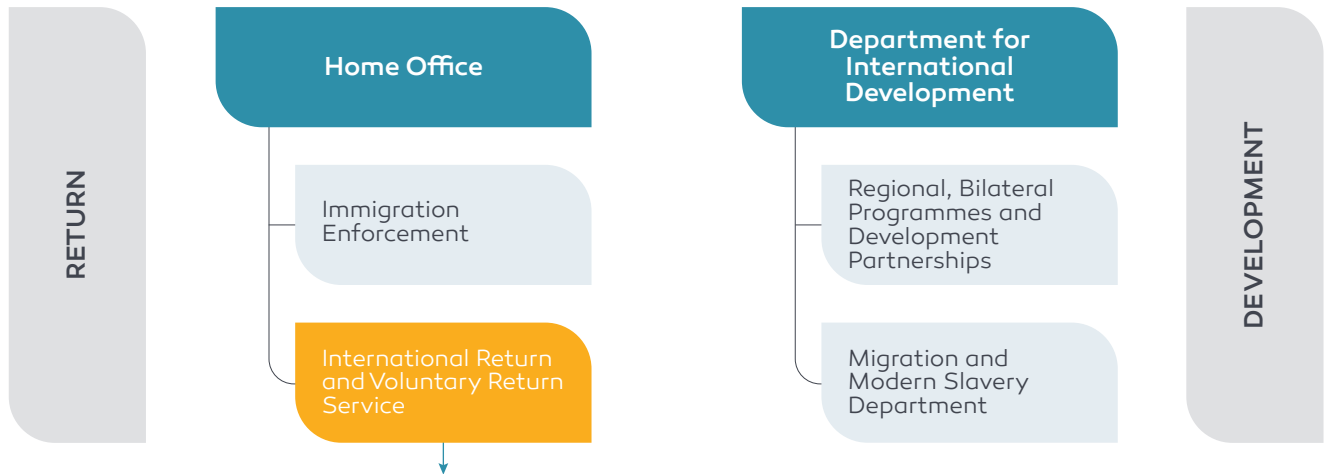 RETURN
Home Office
Immigration
Enforcement
International Return
and Voluntary Return
Service
Department for
International
Development
Regional, Bilateral
Programmes and
Development
Partnerships
Migration and
Modern Slavery
Department
DEVELOPMENT